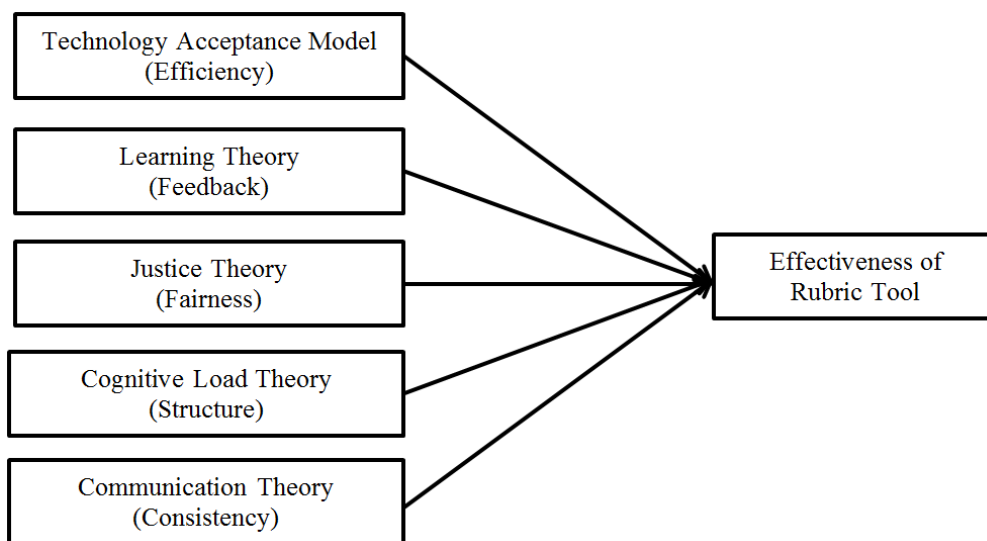 Technology Acceptance Model
(Efficiency)
Learning Theory
(Feedback)
Justice Theory
(Fairness)
Cognitive Load Theory
(Structure)
Communication Theory
(Consistency)
Effectiveness of
Rubric Tool